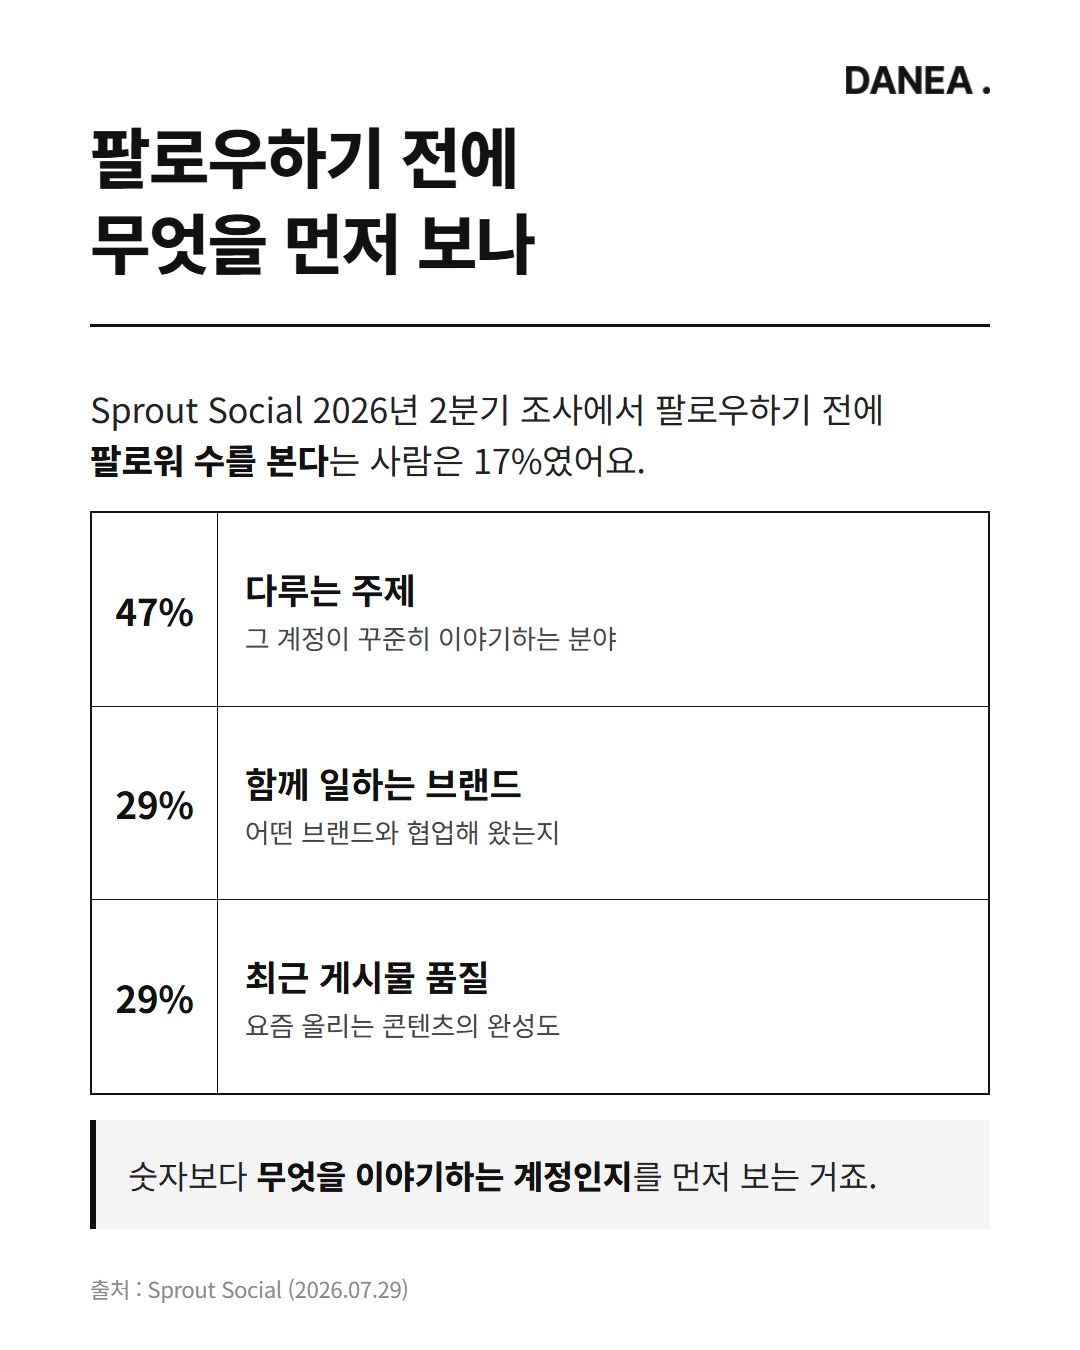 DANEA .
팔로우하기 전에
무엇을 먼저 보나
Sprout Social 2026년 2분기 조사에서 팔로우하기 전에
팔로워 수를 본다는 사람은 17%였어요.
47%
다루는 주제
그 계정이 꾸준히 이야기하는 분야
29%
함께 일하는 브랜드
어떤 브랜드와 협업해 왔는지
29%
최근 게시물 품질
요즘 올리는 콘텐츠의 완성도
숫자보다 무엇을 이야기하는 계정인지를 먼저 보는 거죠.
출처 : Sprout Social (2026.07.29)